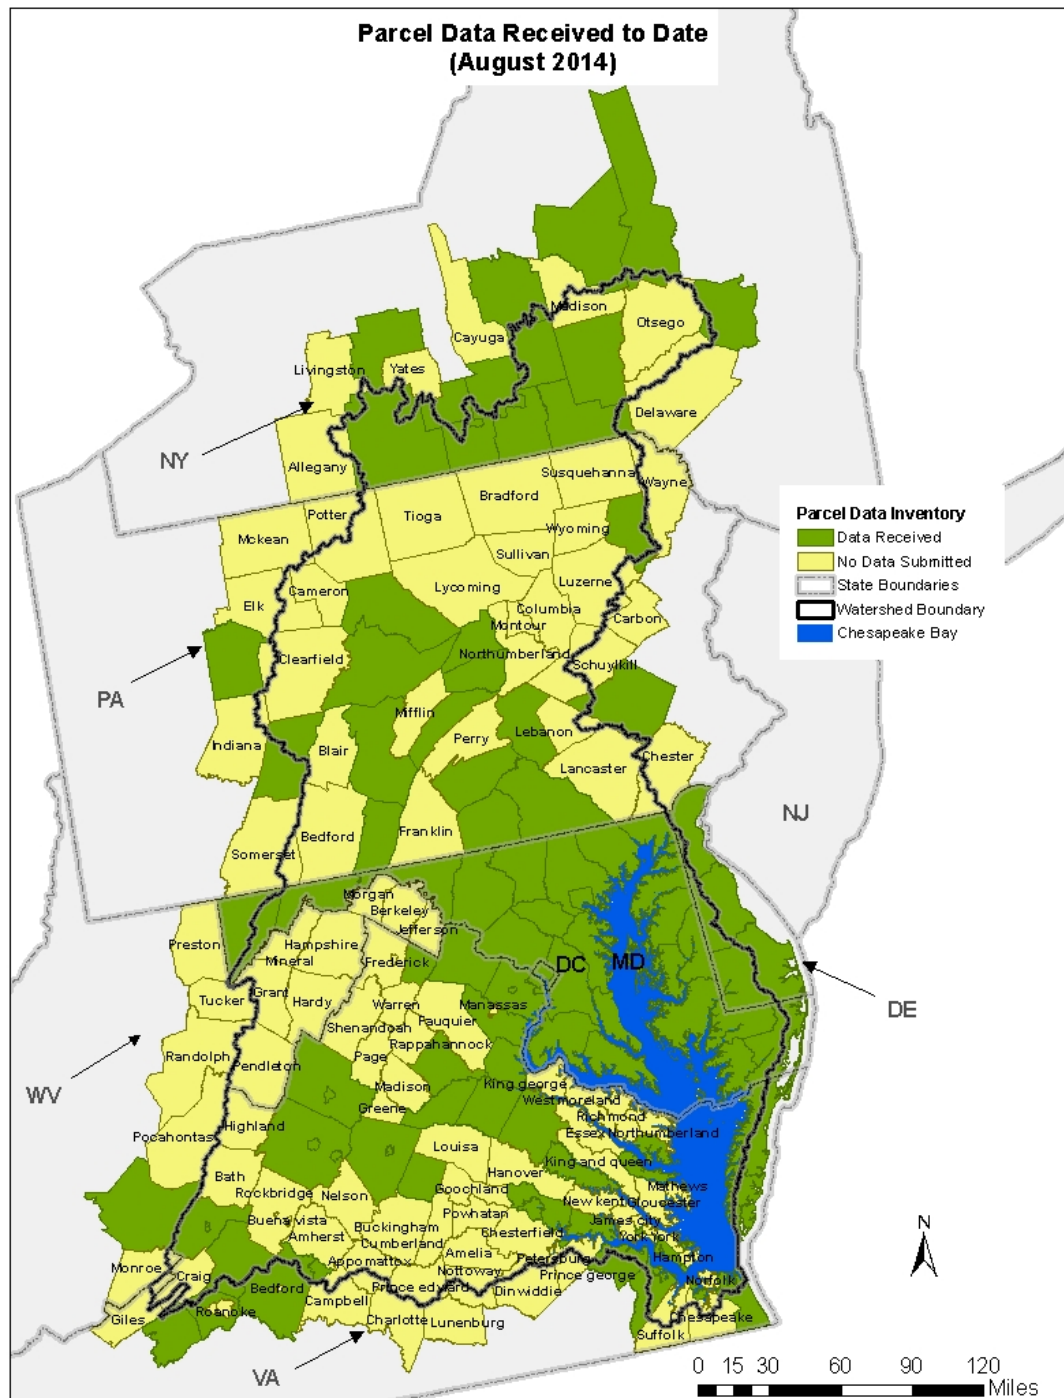 Parcel Data Received to Date
(August 2014)
Madison
Otsego
Cayuga
Livingston
Yates
Delaware
NY
Allegany
Susquehanna
Wayne
Bradford
Potter
Tioga
Mckean
Wyoming
Sullivan
Parcel Data Inventory
Data Received
No Data Submitted
State Boundaries
Watershed Boundary
Chesapeake Bay
Cameron
Lycoming
Luzerne
Elk
Columbia
Montour
Carbon
Northumberland
Clearfield
Schuylkill
PA
Mifflin
Perry
Lebanon
Indiana
Blair
Chester
Lancaster
NJ
Bedford
Franklin
Somerset
Morgan
Berkeley
Jefferson
Preston
Hampshire
Mineral
Frederick
DC
MD
Grant
Tucker
Hardy
Warren
Manassas
DE
Shenandoah
Fauquier
Rappahannock
Randolph
Page
Pendleton
Madison
King george
WV
Greene
Westmoreland
Richmond
Highland
Pocahontas
Essex
Northumberland
Louisa
King and queen
Hanover
Bath
Rockbridge
Nelson
Goochland
Mathews
New kent
Gloucester
Powhatan
Buena vista
Buckingham
James city
Amherst
Chesterfield
Cumberland
York
York
Amelia
Appomattox
Petersburg
Hampton
Monroe
Craig
Nottoway
Prince george
Norfolk
Bedford
Prince edward
Dinwiddie
Campbell
Roanoke
Giles
Charlotte
Lunenburg
Chesapeake
Suffolk
VA
N
0 15 30 60 90 120
Miles